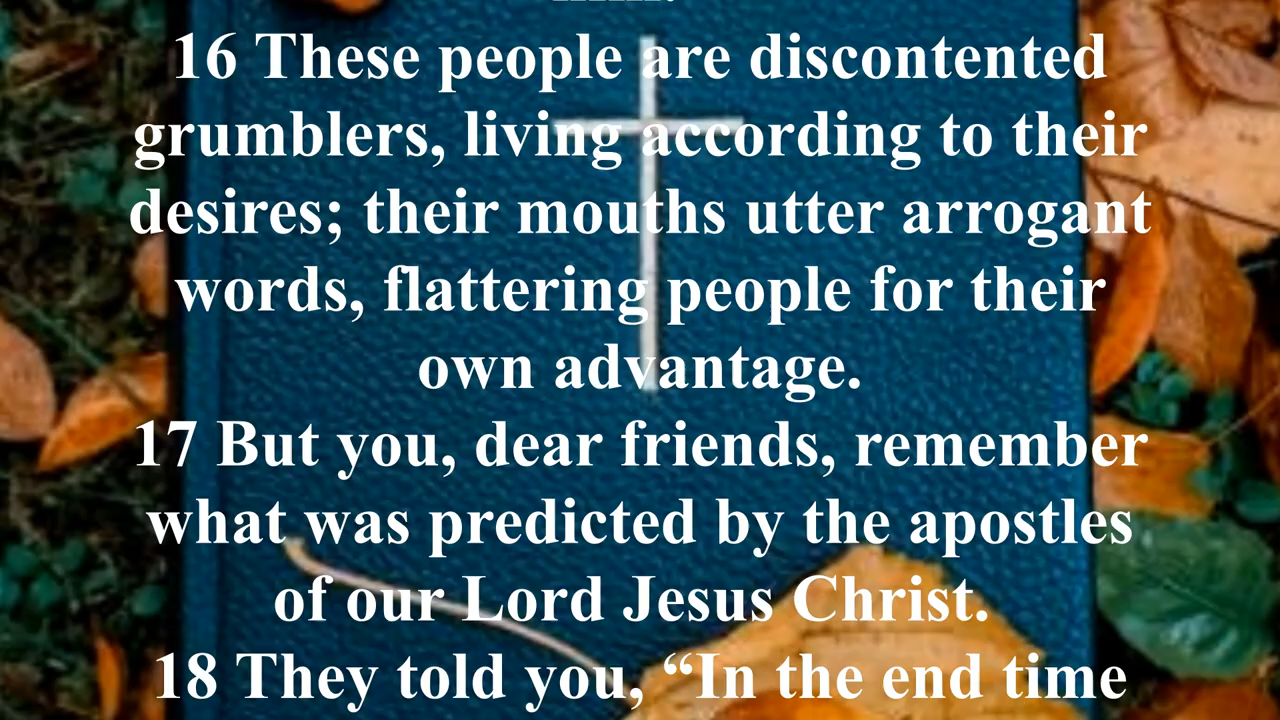 16 These people are discontented
grumblers, living according to their
desires; their mouths utter arrogant
words, flattering people for their
own advantage.
17 But you, dear friends, remember
what was predicted by the apostles
of our Lord Jesus Christ.
18 They told you, “In the end time